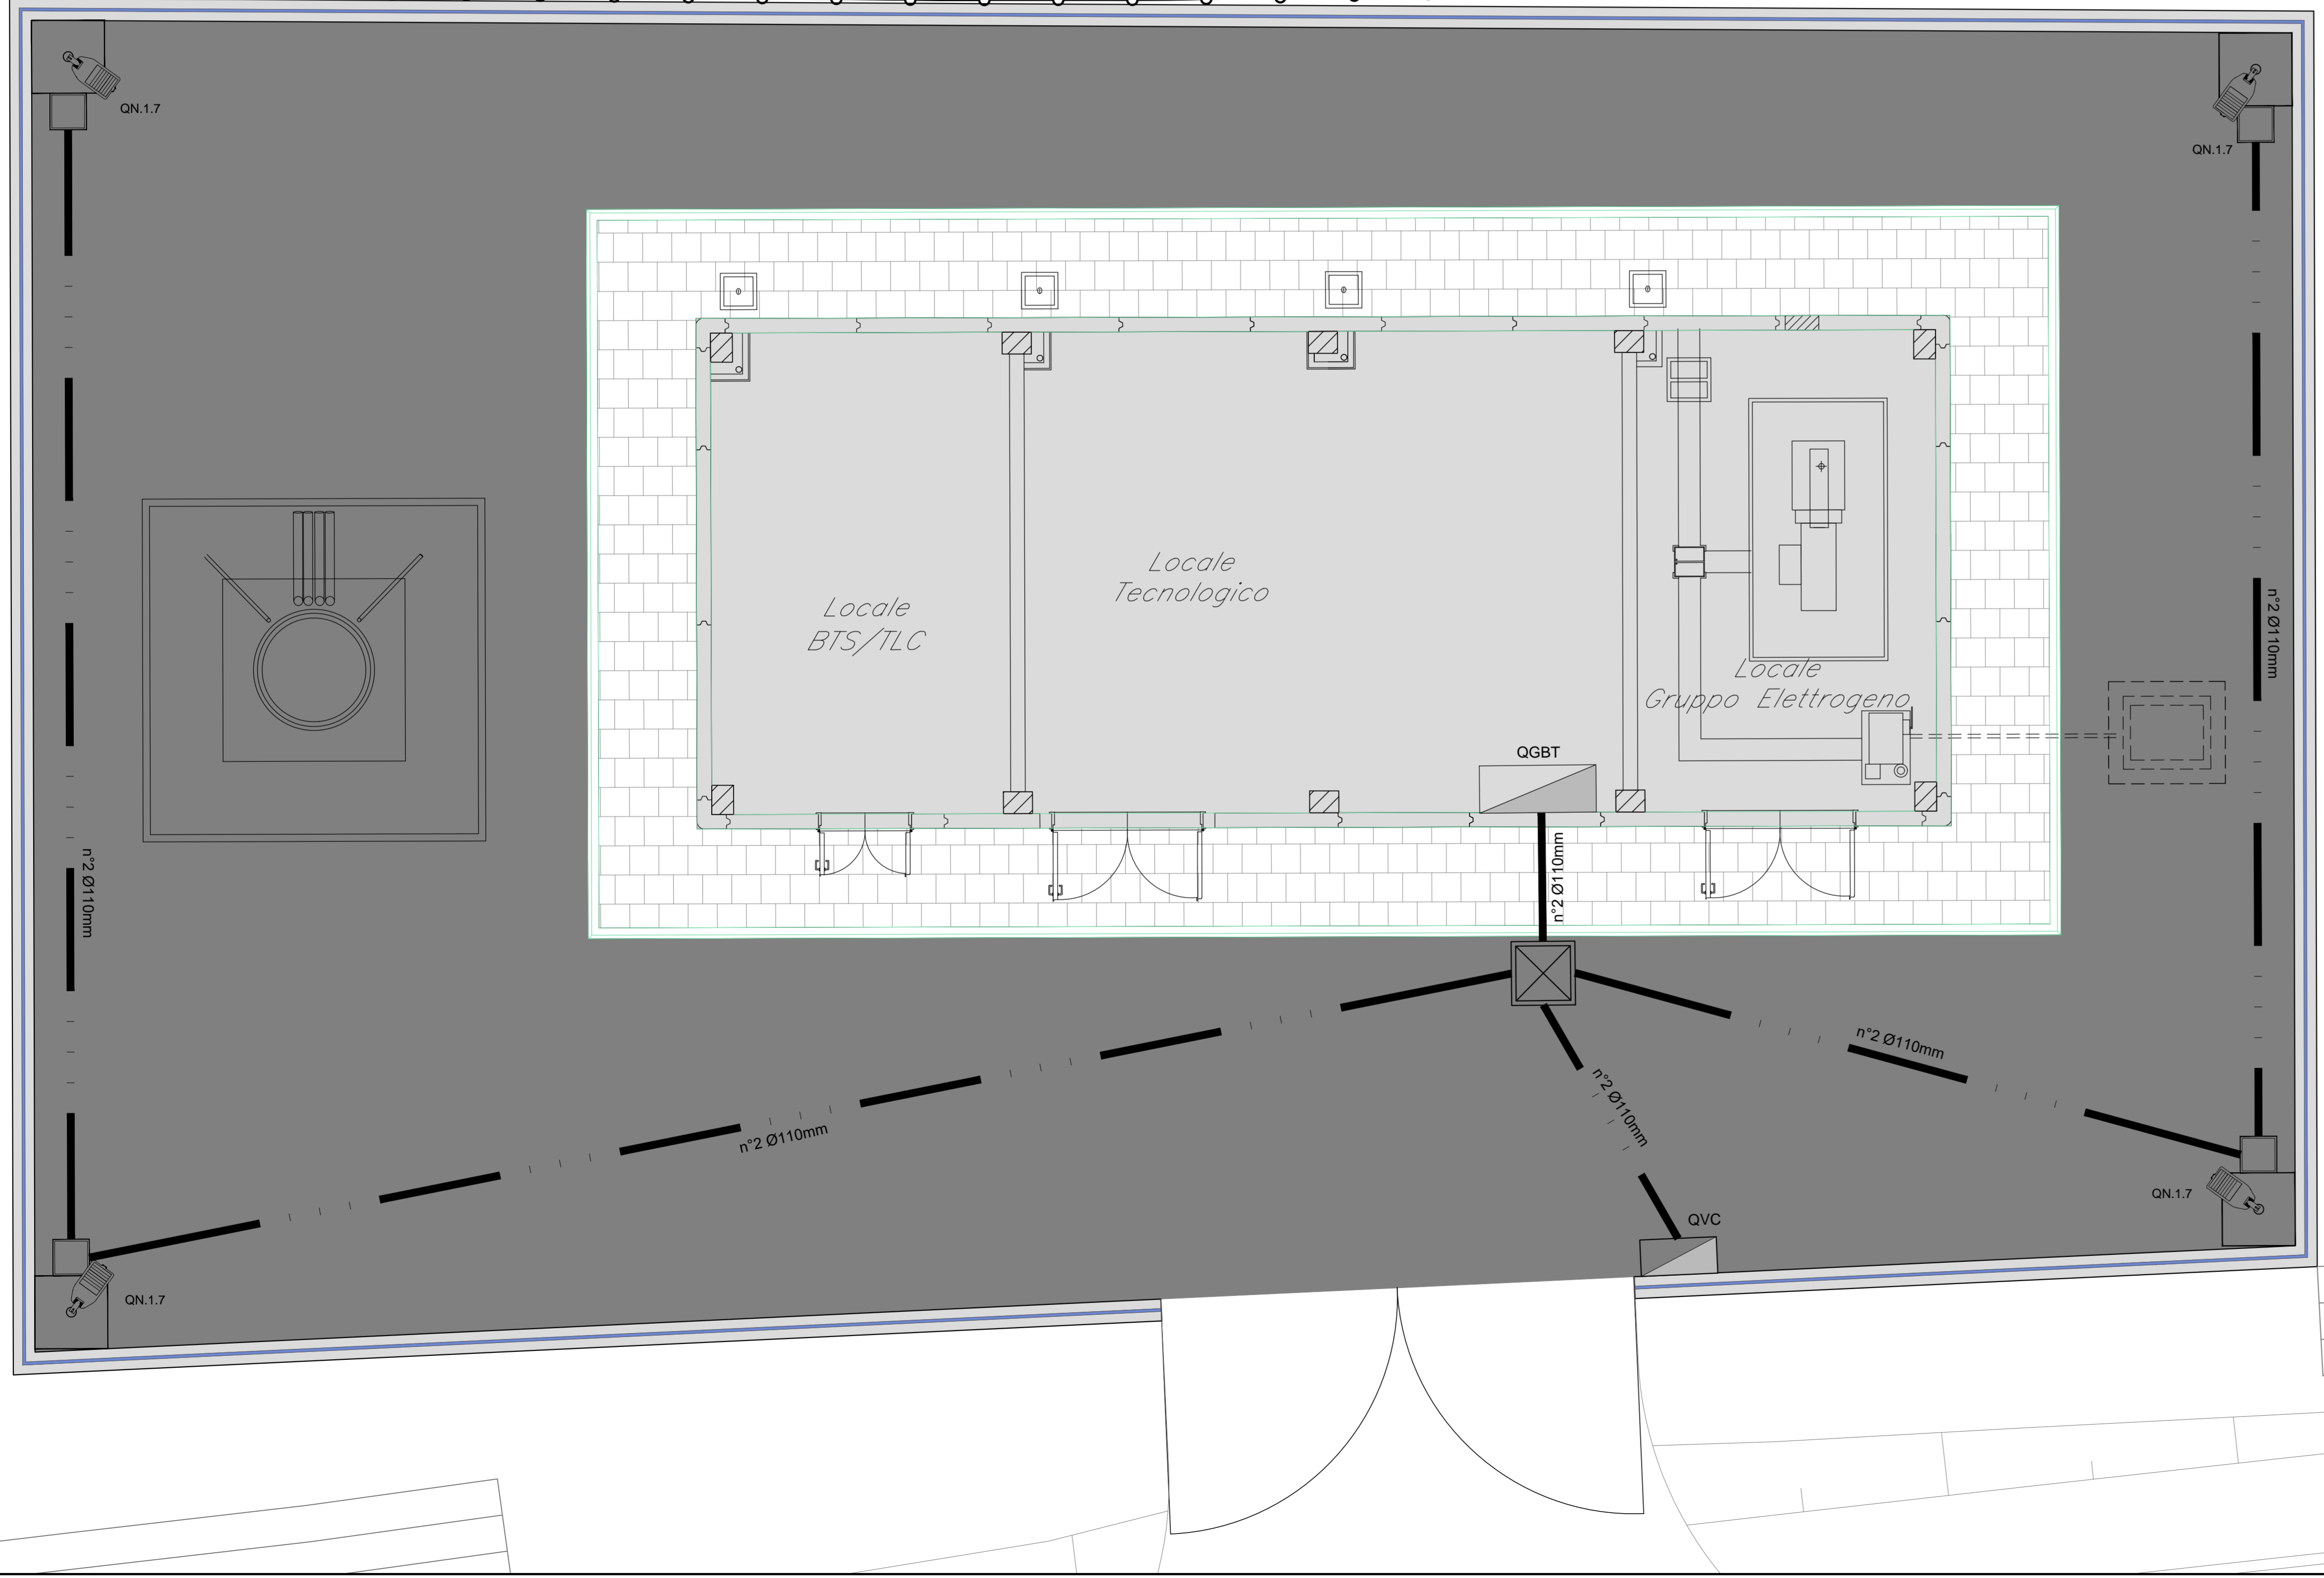 QN.1.7
QN.1.7
Locale
Tecnologico
Locale
BTS/TLC
n°2 Ø110mm
Locale
Gruppo Elettrogeno
QGBT
n°2 Ø110mm
n°2 Ø110mm
n°2 Ø110mm
n°2 Ø110mm
n°2 Ø110mm
QN.1.7
QVC
QN.1.7